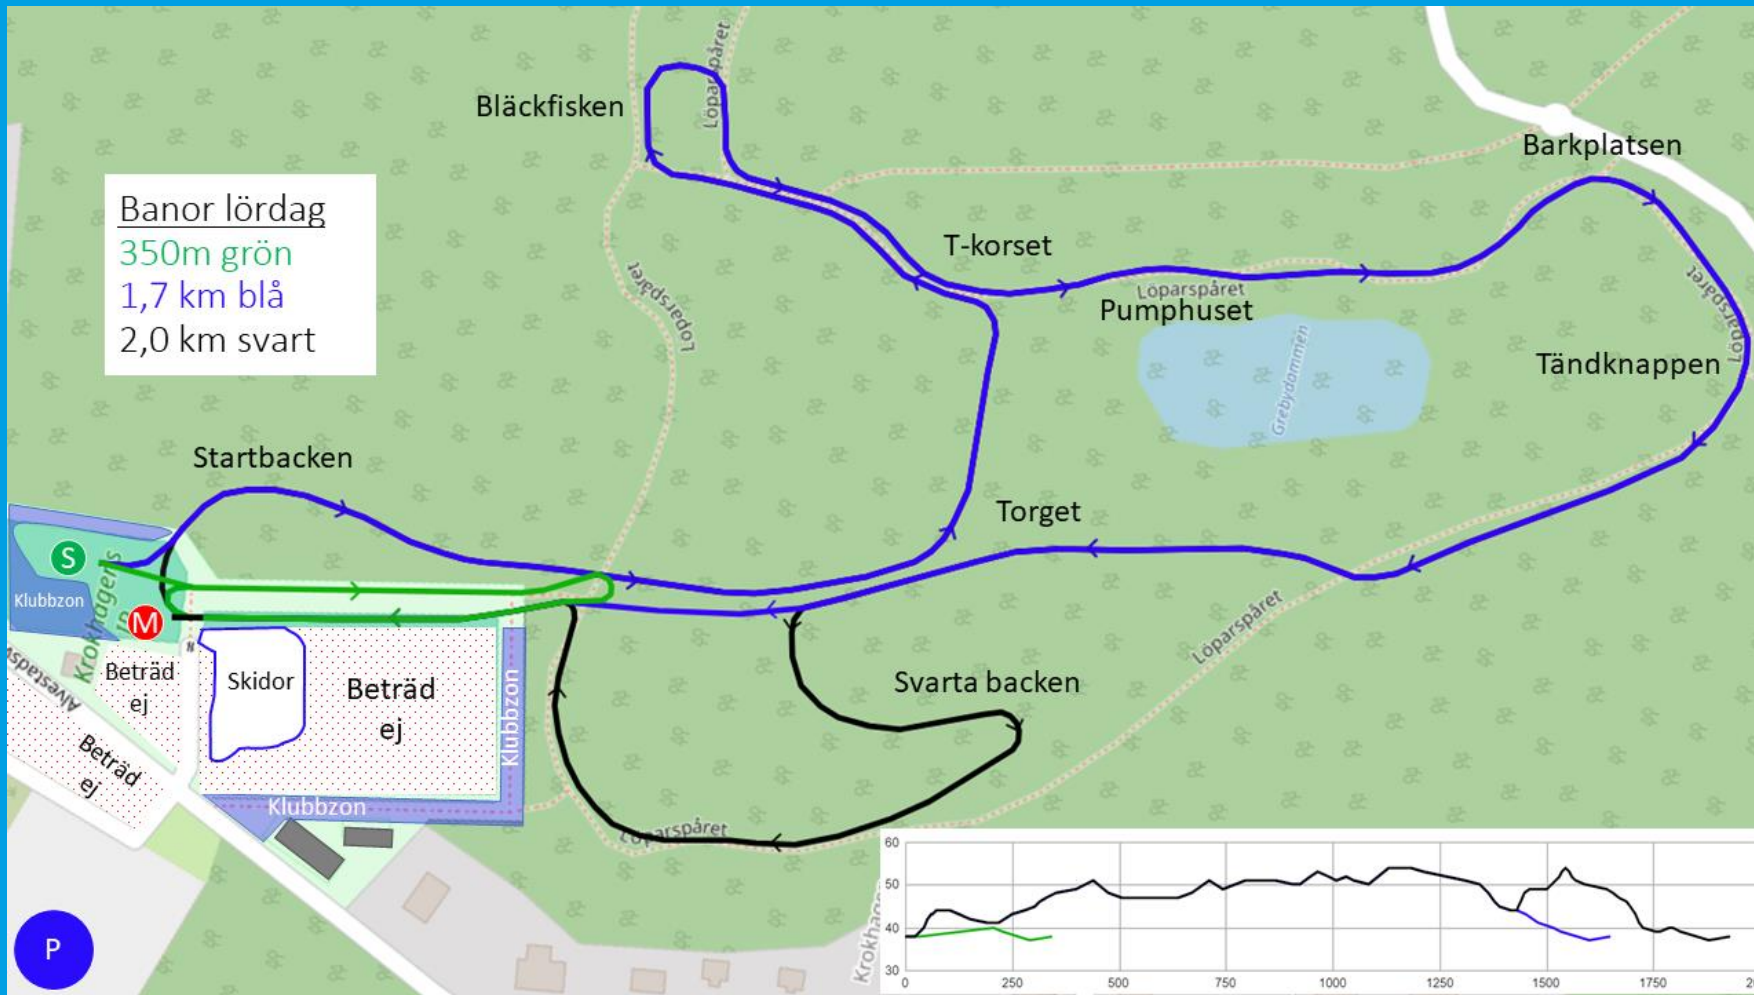 Löparspåret
Bläckfisken
Barkplatsen
Banor lördag
350m grön
1,7 km blå
2,0 km svart
T-korset
Löparspåret
Löparspåret
Pumphuset
Löparspåret
Tändknappen
Grebydammen
Startbacken
Torget
S
Klubbzon
Krokhagens
IP
M
Löparspåret
Beträd
ej
Skidor
Beträd
ej
Klubbzon
Svarta backen
Beträd
ej
Klubbzon
Löparspåret
P
60
50
40
30
0
250
500
750
1000
1250
1500
1750